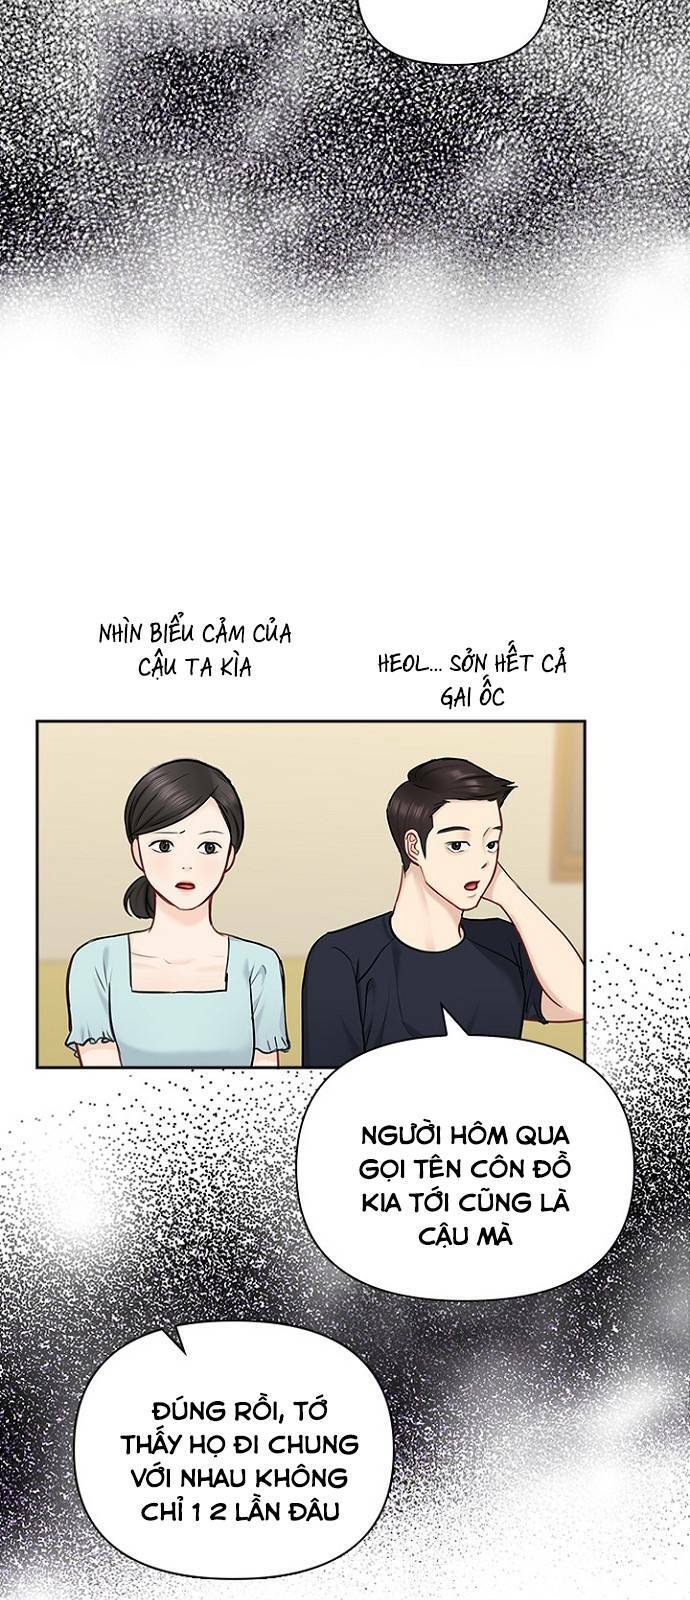 NHÌN BIỂU CẢM CỦA
CẬU TA KÌA
HEOL... SỞN HẾT CẢ
GAI ỐC
NGƯỜI HÔM QUA
GỌI TÊN CÔN ĐỒ
KIA TỚI CŨNG LÀ
CẬU MÀ
ĐÚNG RỒI, TỚ
THẤY HỌ ĐI CHUNG
VỚI NHAU KHÔNG
CHỈ 1 2 LẦN ĐÂU